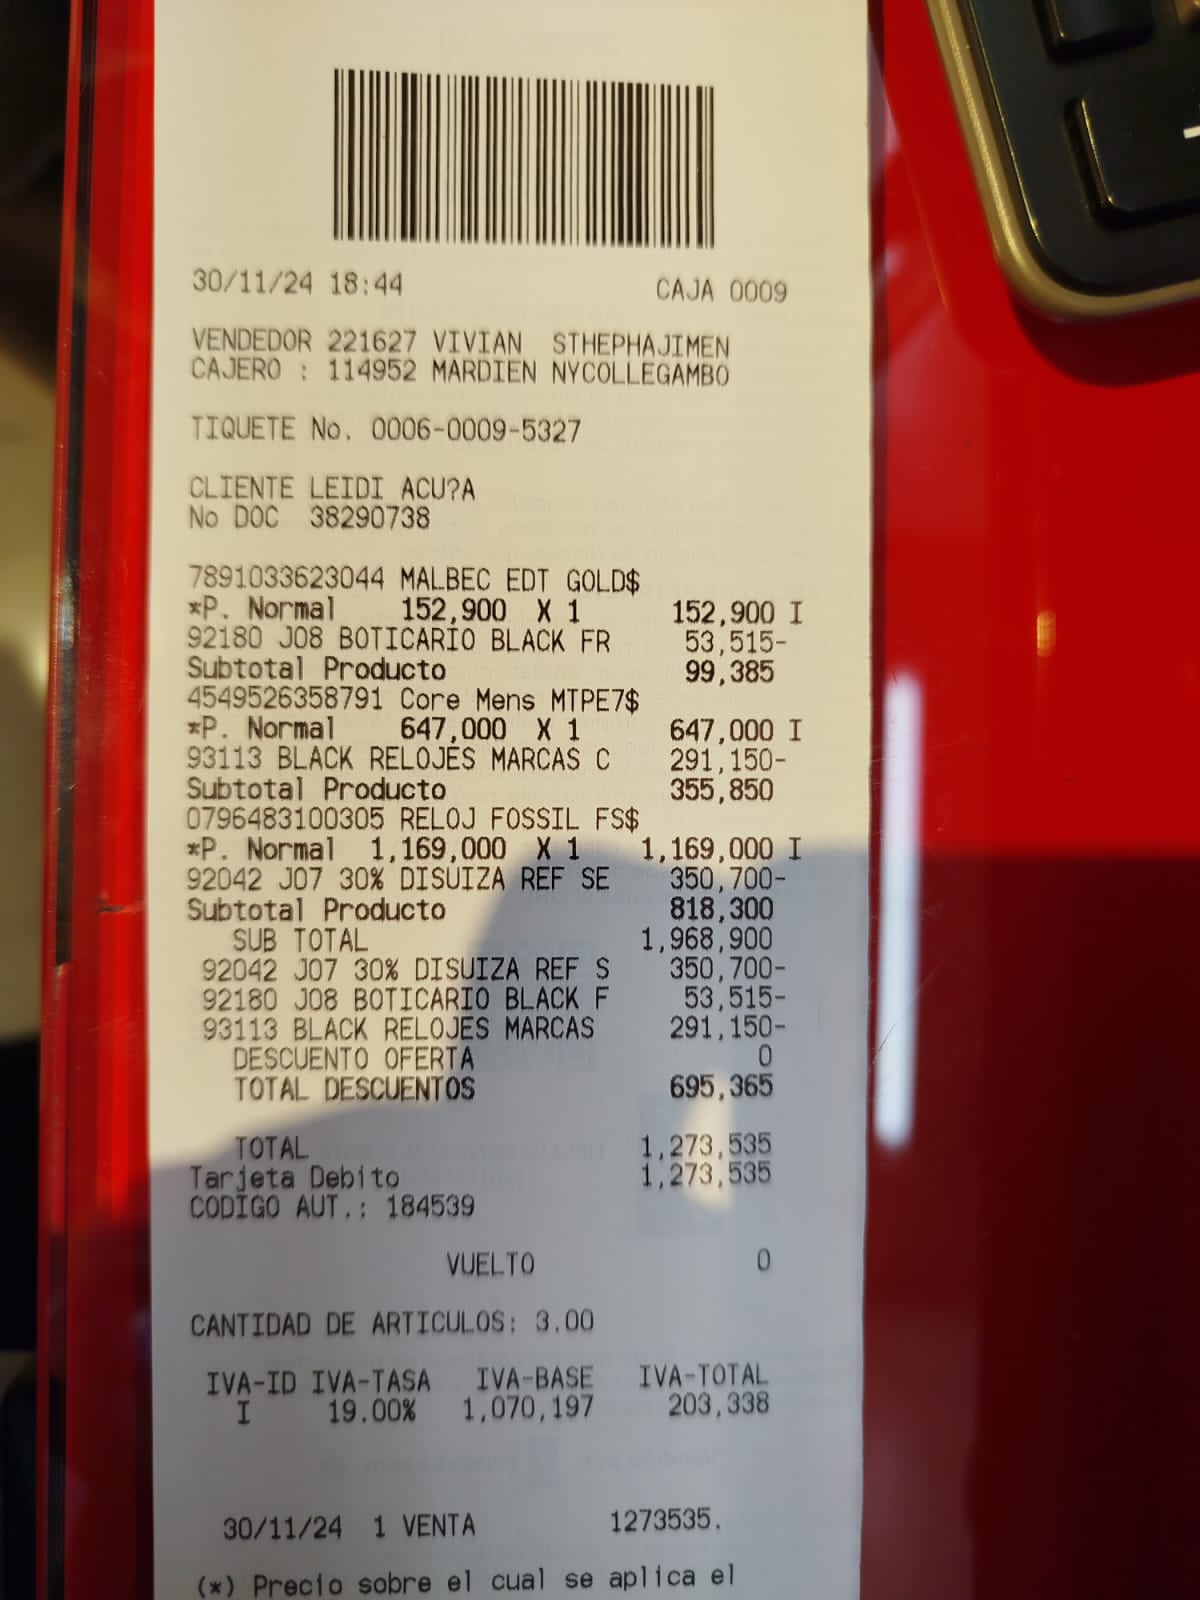 30/11/24 18:44 CAJA 0009
VENDEDOR 221627 VIVIAN STHEPHAJIMEN
CAJERO : 114952 MARDIEN NYCOLLEGAMBO
TIQUETE No. 0006-0009-5327
CLIENTE LEIDI ACU?A
No DOC 38290738
7891033623044 MALBEC EDT GOLD$
*P. Normal 152,900 X 1 152,900 I
92180 J08 BOTICARIO BLACK FR 53,515-
Subtotal Producto 99,385
4549526358791 Core Mens MTPE7$
*P. Normal 647,000 X 1 647,000 I
93113 BLACK RELOJES MARCAS C 291,150-
Subtotal Producto 355,850
0796483100305 RELOJ FOSSIL FS$
*P. Normal 1,169,000 X 1 1,169,000 I
92042 J07 30% DISUIZA REF SE 350,700-
Subtotal Producto 818,300
SUB TOTAL 1,968,900
92042 J07 30% DISUIZA REF S 350,700-
92180 J08 BOTICARIO BLACK F 53,515-
93113 BLACK RELOJES MARCAS 291,150-
DESCUENTO OFERTA 0
TOTAL DESCUENTOS 695,365
TOTAL 1,273,535
Tarjeta Debito 1,273,535
CODIGO AUT.: 184539
VUELTO 0
CANTIDAD DE ARTICULOS: 3.00
IVA-ID IVA-TASA IVA-BASE IVA-TOTAL
I 19.00% 1,070,197 203,338
30/11/24 1 VENTA 1273535.
(*) Precio sobre el cual se aplica el